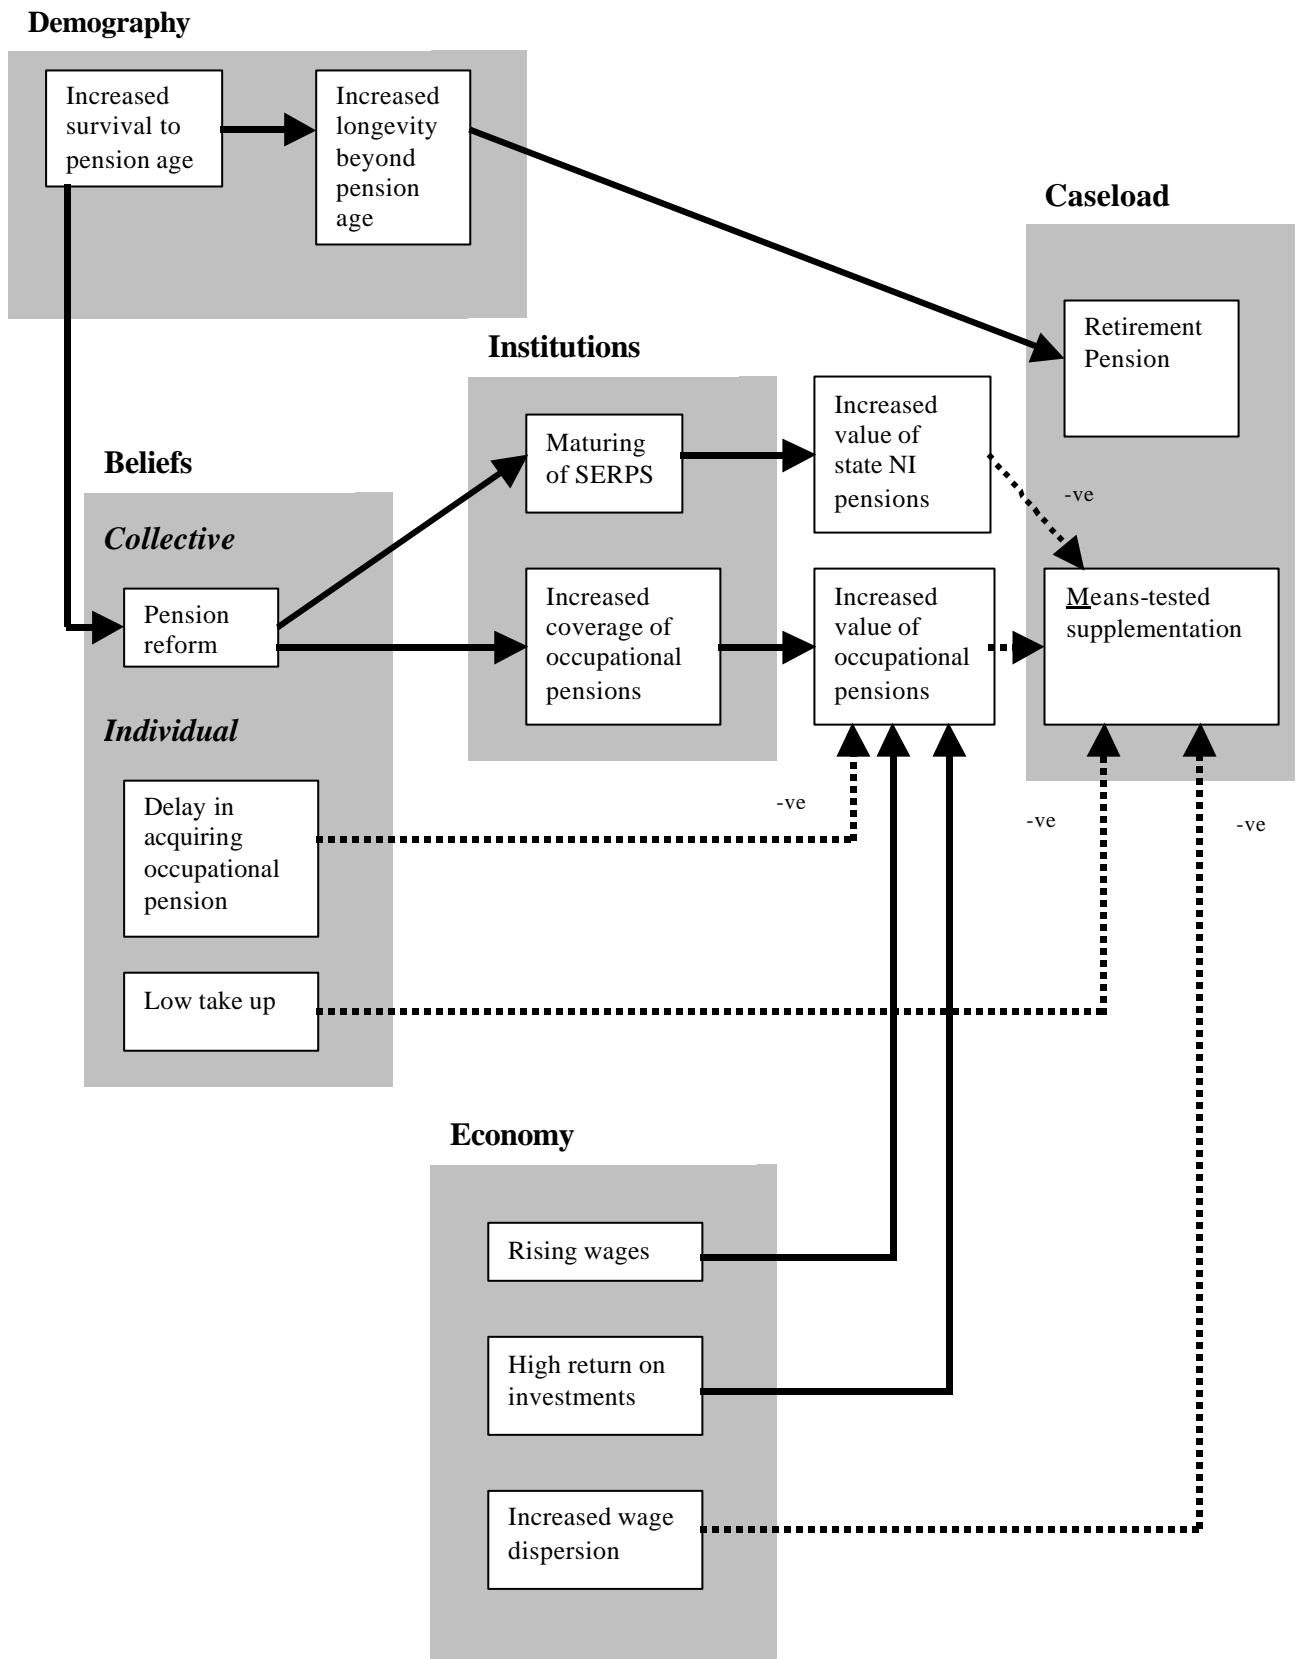 Demography
Increased
survival to
pension age
Increased
longevity
beyond
pension
age
Caseload
Retirement
Pension
Institutions
Maturing
of SERPS
Increased
value of
state NI
pensions
-ve
Beliefs
Collective
Pension
reform
Increased
coverage of
occupational
pensions
Increased
value of
occupational
pensions
Means-tested
supplementation
Individual
Delay in
acquiring
occupational
pension
-ve
-ve
-ve
Low take up
Economy
Rising wages
High return on
investments
Increased wage
dispersion